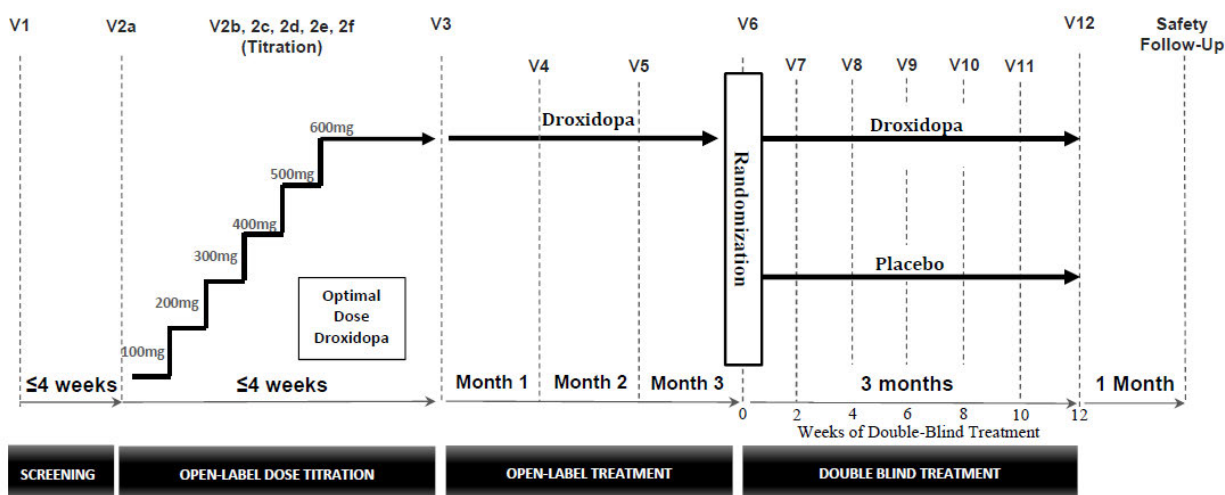 V1
V2a
V2b, 2c, 2d, 2e, 2f
(Titration)
V3
V4
V5
V6
V7
V8
V9
V10
V11
V12
Safety
Follow-Up
100mg
200mg
300mg
400mg
500mg
600mg
Optimal
Dose
Droxidopa
Droxidopa
Randomization
Droxidopa
Placebo
≤4 weeks
≤4 weeks
Month 1
Month 2
Month 3
3 months
1 Month
0 2 4 6 8 10 12
Weeks of Double-Blind Treatment
SCREENING
OPEN-LABEL DOSE TITRATION
OPEN-LABEL TREATMENT
DOUBLE BLIND TREATMENT